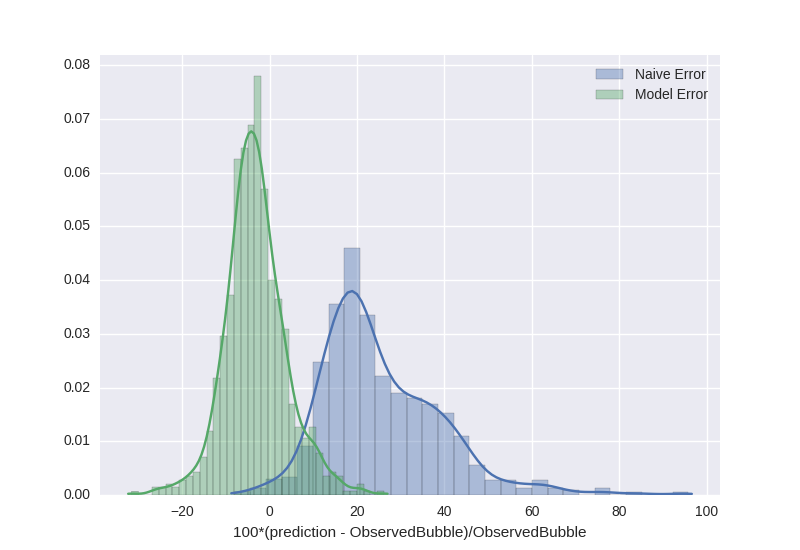 0.08
0.07
0.06
0.05
0.04
0.03
0.02
0.01
0.00
Naive Error
Model Error
−20 0 20 40 60 80 100
100*(prediction - ObservedBubble)/ObservedBubble